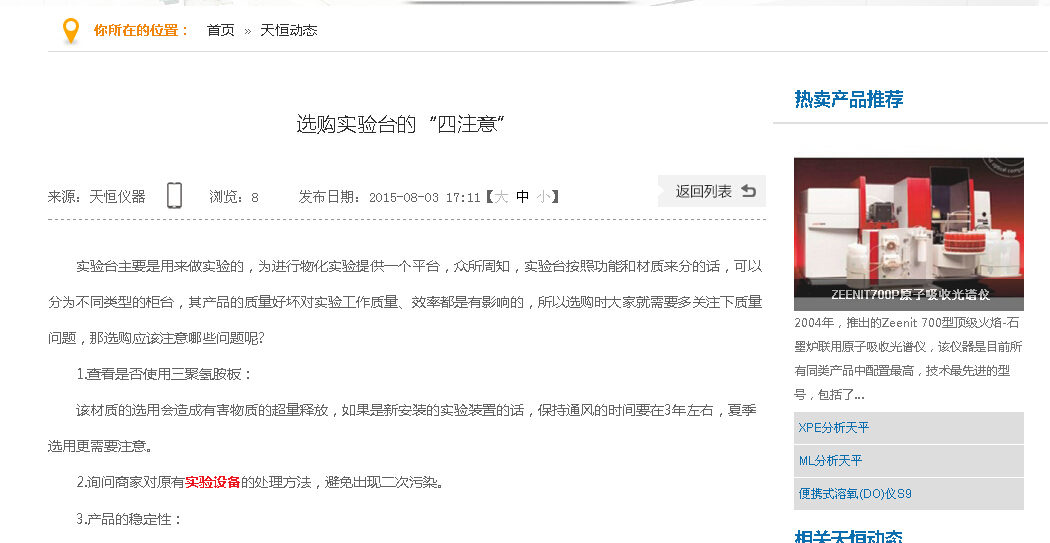 你所在的位置： 首页 » 天恒动态
选购实验台的“四注意”
来源：天恒仪器 浏览：8 发布日期：2015-08-03 17:11【大 中 小】 返回列表
实验台主要是用来做实验的，为进行物化实验提供一个平台，众所周知，实验台按照功能和材质来分的话，可以
分为不同类型的柜台，其产品的质量好坏对实验工作质量、效率都是有影响的，所以选购时大家就需要多关注下质量
问题，那选购应该注意哪些问题呢?
1.查看是否使用三聚氢胺板：
该材质的选用会造成有害物质的超量释放，如果是新安装的实验装置的话，保持通风的时间要在3年左右，夏季
选用更需要注意。
2.询问商家对原有实验设备的处理方法，避免出现二次污染。
3.产品的稳定性：
热卖产品推荐
ZEENIT700P原子吸收光谱仪
2004年，推出的Zeenit 700型顶级火焰-石
墨炉联用原子吸收光谱仪，该仪器是目前所
有同类产品中配置最高，技术最先进的型
号，包括了...
XPE分析天平
ML分析天平
便携式溶氧(DO)仪S9
相关天恒动态